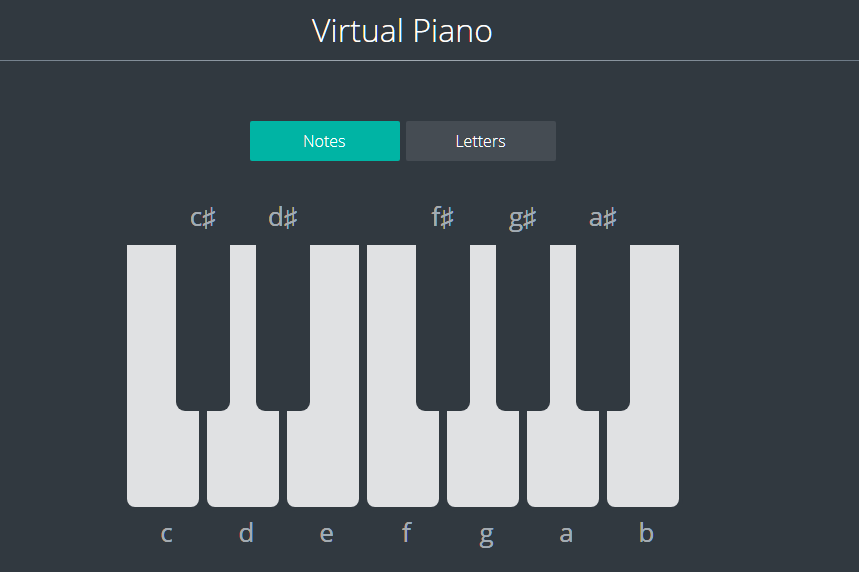 Virtual Piano
Notes Letters
c♯ d♯ f♯ g♯ a♯
c d e f g a b